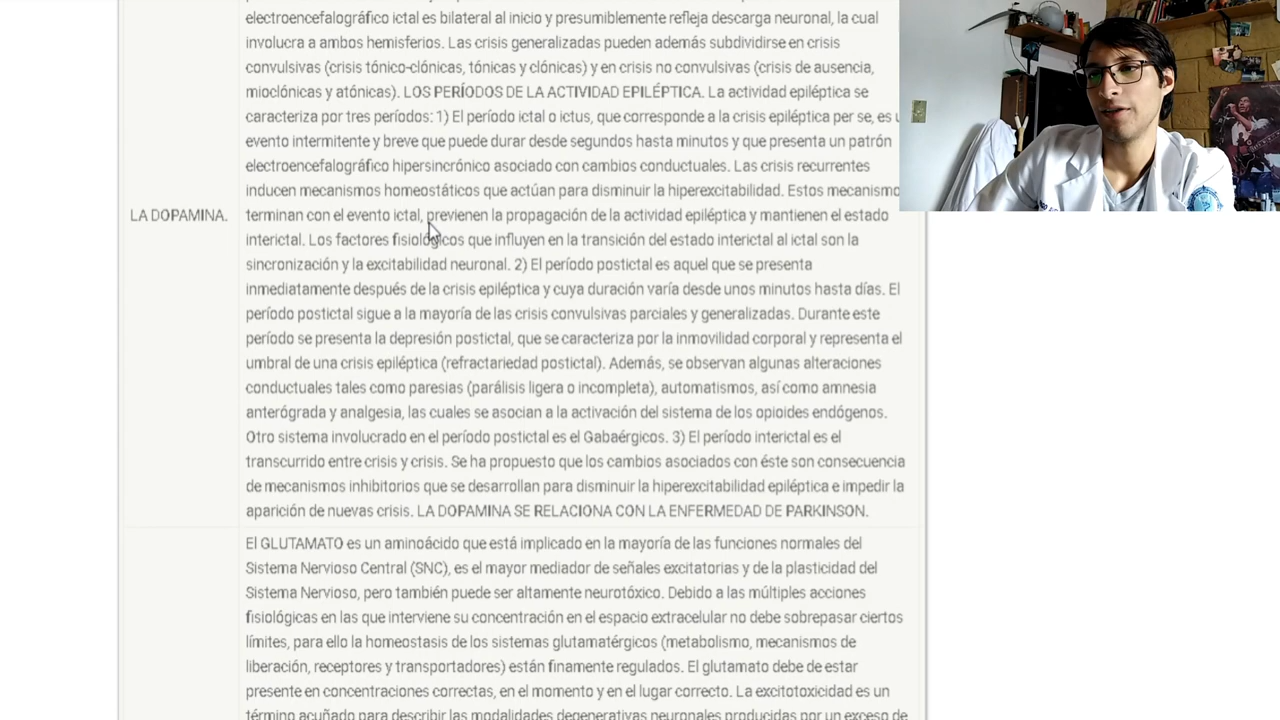 electroencefalográfico ictal es bilateral al inicio y presumiblemente refleja descarga neuronal, la cual
involucra a ambos hemisferios. Las crisis generalizadas pueden además subdividirse en crisis
convulsivas (crisis tónico-clónicas, tónicas y clónicas) y en crisis no convulsivas (crisis de ausencia,
mioclónicas y atónicas). LOS PERÍODOS DE LA ACTIVIDAD EPILÉPTICA. La actividad epiléptica se
caracteriza por tres períodos: 1) El período ictal o ictus, que corresponde a la crisis epiléptica per se, es
evento intermitente y breve que puede durar desde segundos hasta minutos y que presenta un patrón
electroencefalográfico hipersincrónico asociado con cambios conductuales. Las crisis recurrentes
inducen mecanismos homeostáticos que actúan para disminuir la hiperexcitabilidad. Estos mecanismo
LA DOPAMINA.
terminan con el evento ictal, previenen la propagación de la actividad epiléptica y mantienen el estado
interictal. Los factores fisiológicos que influyen en la transición del estado interictal al ictal son la
sincronización y la excitabilidad neuronal. 2) El período postictal es aquel que se presenta
inmediatamente después de la crisis epiléptica y cuya duración varía desde unos minutos hasta días. El
período postictal sigue a la mayoría de las crisis convulsivas parciales y generalizadas. Durante este
período se presenta la depresión postictal, que se caracteriza por la inmovilidad corporal y representa el
umbral de una crisis epiléptica (refractariedad postictal). Además, se observan algunas alteraciones
conductuales tales como paresias (parálisis ligera o incompleta), automatismos, así como amnesia
anterógrada y analgesia, las cuales se asocian a la activación del sistema de los opioides endógenos.
Otro sistema involucrado en el período postictal es el Gabaérgicos. 3) El período interictal es el
transcurrido entre crisis y crisis. Se ha propuesto que los cambios asociados con éste son consecuencia
de mecanismos inhibitorios que se desarrollan para disminuir la hiperexcitabilidad epiléptica e impedir la
aparición de nuevas crisis. LA DOPAMINA SE RELACIONA CON LA ENFERMEDAD DE PARKINSON.
El GLUTAMATO es un aminoácido que está implicado en la mayoría de las funciones normales del
Sistema Nervioso Central (SNC), es el mayor mediador de señales excitatorias y de la plasticidad del
Sistema Nervioso, pero también puede ser altamente neurotóxico. Debido a las múltiples acciones
fisiológicas en las que interviene su concentración en el espacio extracelular no debe sobrepasar ciertos
límites, para ello la homeostasis de los sistemas glutamatérgicos (metabolismo, mecanismos de
liberación, receptores y transportadores) están finamente regulados. El glutamato debe de estar
presente en concentraciones correctas, en el momento y en el lugar correcto. La excitotoxicidad es un
término acuñado para describir las modalidades degenerativas neuronales producidas por un exceso de